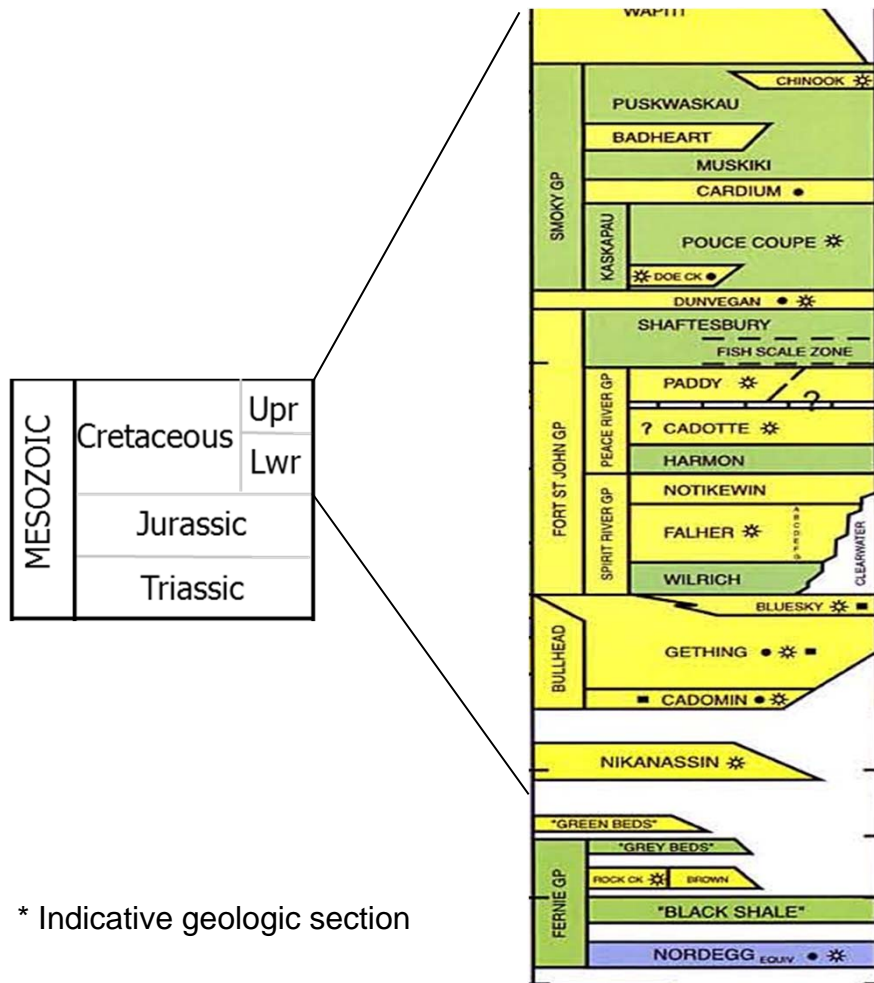 WAPITI
CHINOOK
PUSKWASKAU
BADHEART
MUSKIKI
CARDIUM
SMOKY GP
KASKAPAU
POUCE COUPE
DOE CK
DUNVEGAN
SHAFTESBURY
FISH SCALE ZONE
FORT ST JOHN GP
PEACE RIVER GP
PADDY
?
? CADOTTE
HARMON
SPIRIT RIVER GP
NOTIKEWIN
FALHER
A
B
C
D
E
F
G
WILRICH
CLEARWATER
BLUESKY
BULLHEAD
GETHING
CADOMIN
NIKANASSIN
"GREEN BEDS"
FERNIE GP
"GREY BEDS"
ROCK CK
BROWN
"BLACK SHALE"
NORDEGG EQUIV
MESOZOIC
Cretaceous
Upr
Lwr
Jurassic
Triassic
* Indicative geologic section